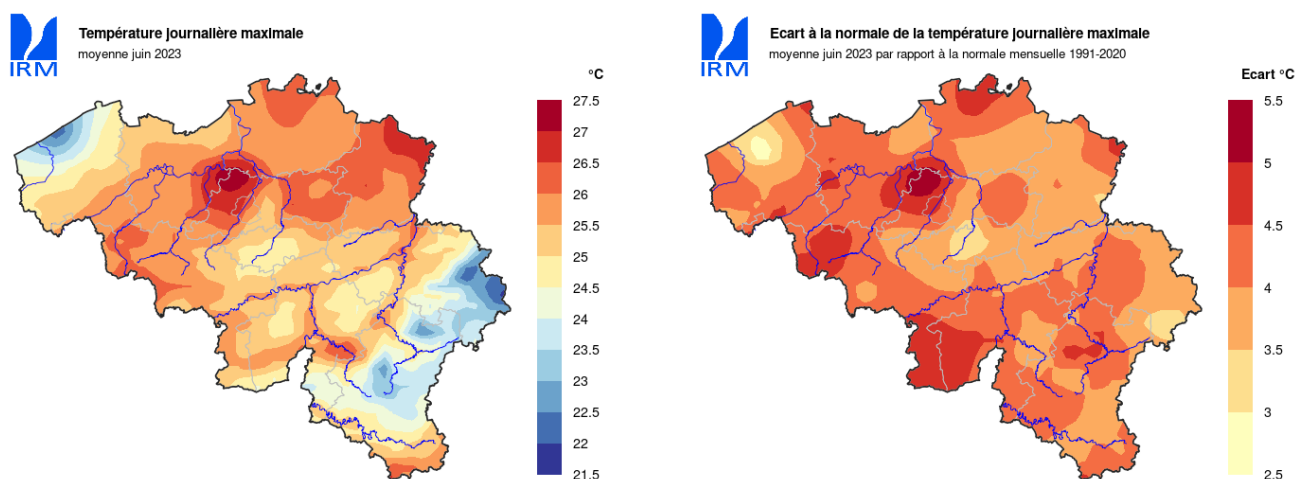 IRM
Température journalière maximale
moyenne juin 2023
°C
27.5
27
26.5
26
25.5
25
24.5
24
23.5
23
22.5
22
21.5
IRM
Ecart à la normale de la température journalière maximale
moyenne juin 2023 par rapport à la normale mensuelle 1991-2020
Ecart °C
5.5
5
4.5
4
3.5
3
2.5